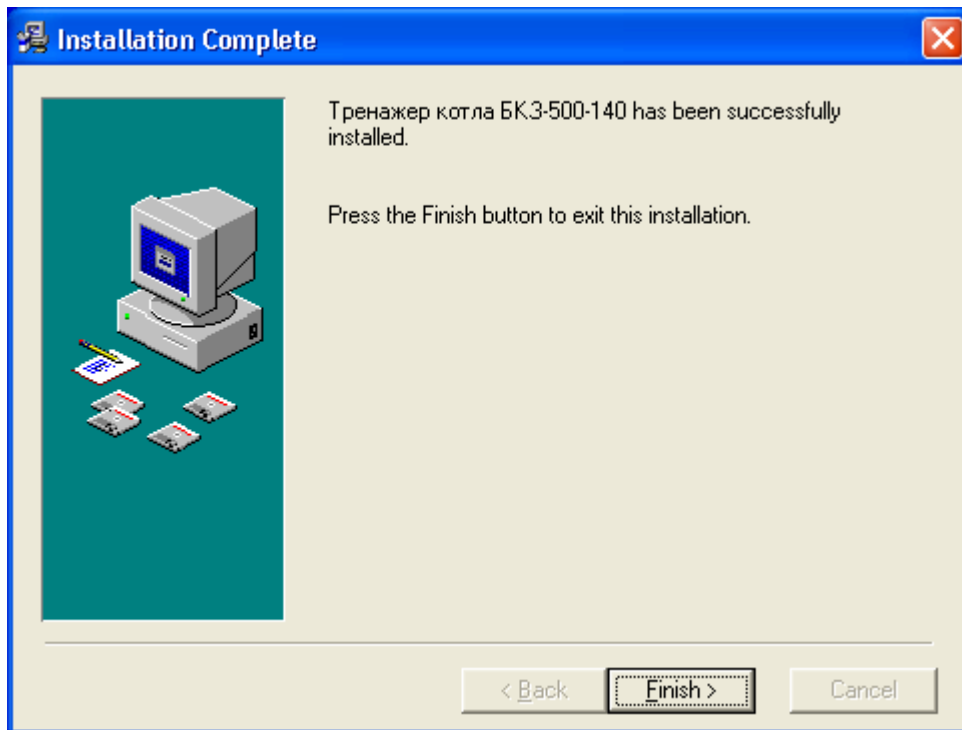 Installation Complete
Тренажер котла БКЗ-500-140 has been successfully
installed.
Press the Finish button to exit this installation.
< Back
Finish >
Cancel